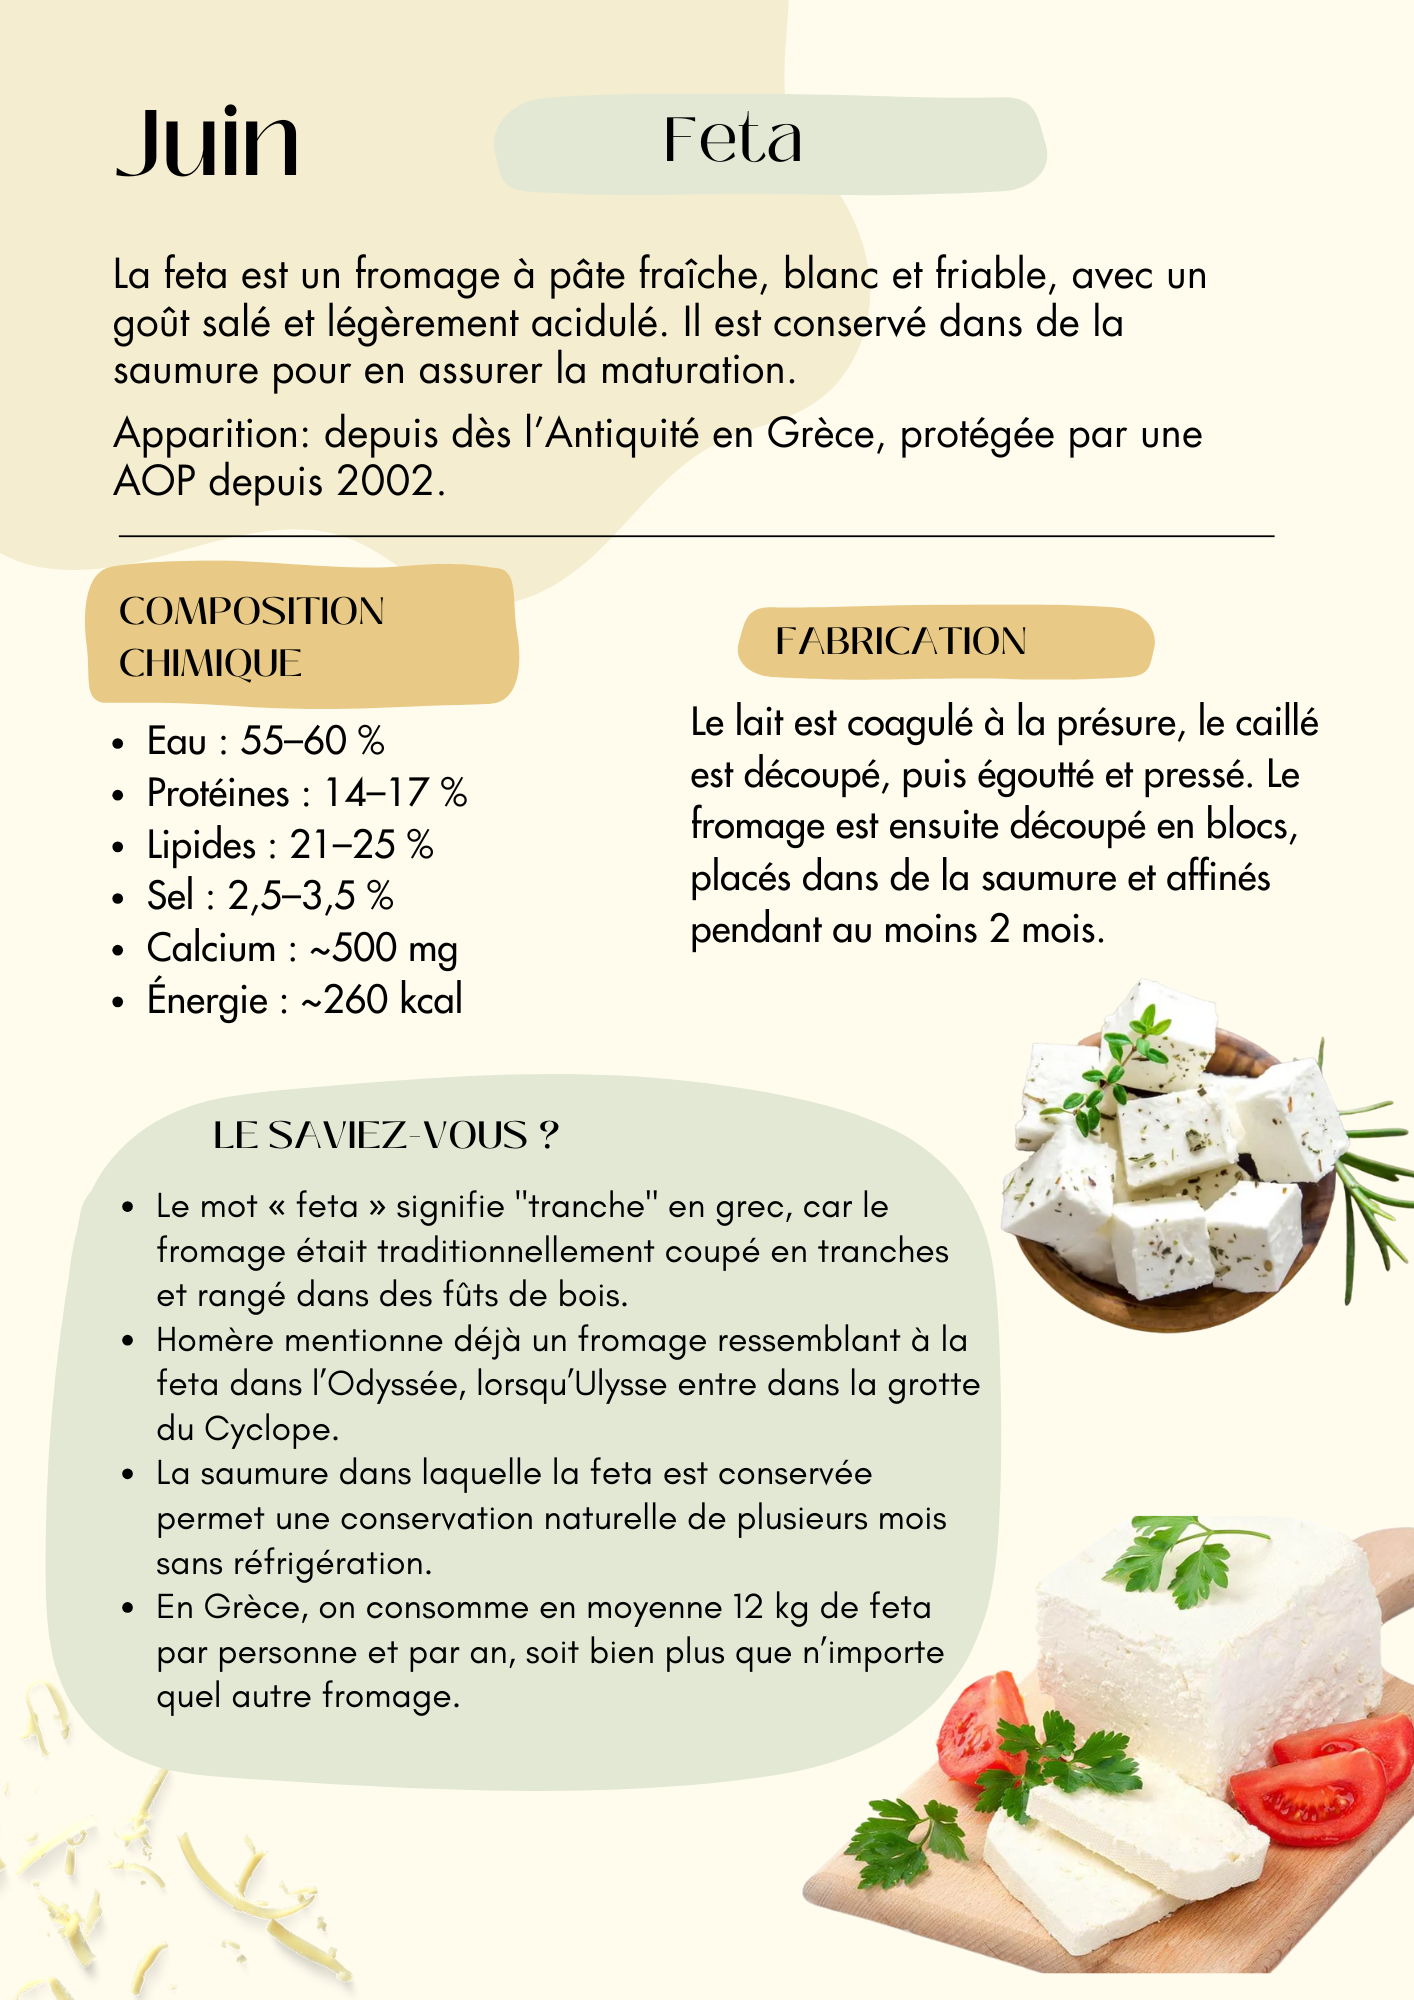 Juin
Feta
La feta est un fromage à pâte fraîche, blanc et friable, avec un
goût salé et légèrement acidulé. Il est conservé dans de la
saumure pour en assurer la maturation.
Apparition: depuis dès l’Antiquité en Grèce, protégée par une
AOP depuis 2002.
COMPOSITION
CHIMIQUE
• Eau : 55–60 %
• Protéines : 14–17 %
• Lipides : 21–25 %
• Sel : 2,5–3,5 %
• Calcium : ~500 mg
• Énergie : ~260 kcal
FABRICATION
Le lait est coagulé à la présure, le caillé
est découpé, puis égoutté et pressé. Le
fromage est ensuite découpé en blocs,
placés dans de la saumure et affinés
pendant au moins 2 mois.
LE SAVIEZ-VOUS ?
• Le mot « feta » signifie "tranche" en grec, car le
fromage était traditionnellement coupé en tranches
et rangé dans des fûts de bois.
• Homère mentionne déjà un fromage ressemblant à la
feta dans l’Odyssée, lorsqu’Ulysse entre dans la grotte
du Cyclope.
• La saumure dans laquelle la feta est conservée
permet une conservation naturelle de plusieurs mois
sans réfrigération.
• En Grèce, on consomme en moyenne 12 kg de feta
par personne et par an, soit bien plus que n’importe
quel autre fromage.